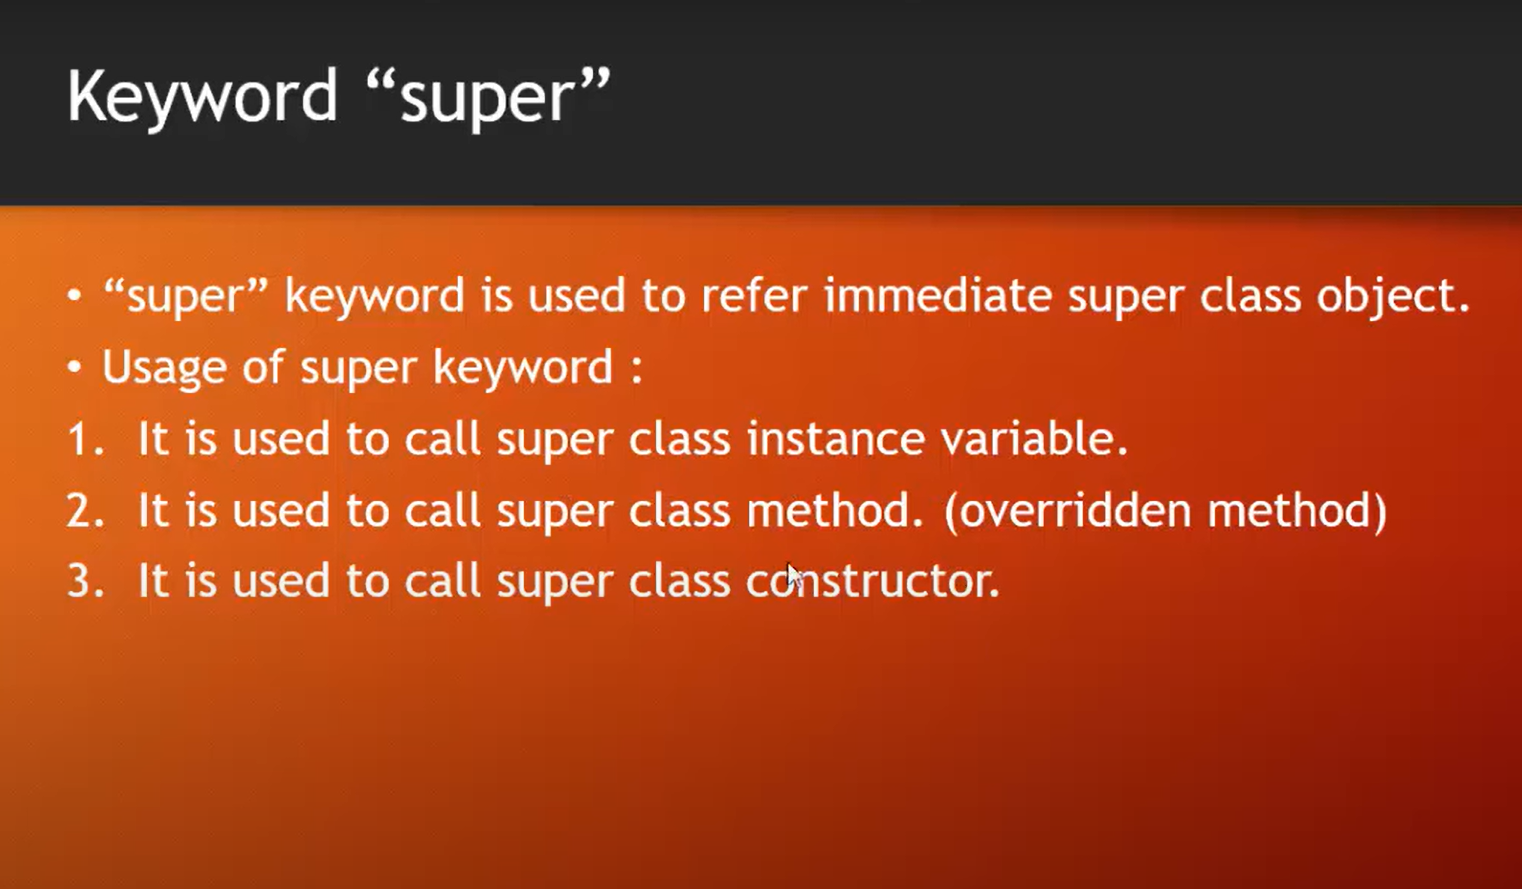 Keyword “super”
• “super” keyword is used to refer immediate super class object.
• Usage of super keyword :
1. It is used to call super class instance variable.
2. It is used to call super class method. (overridden method)
3. It is used to call super class constructor.